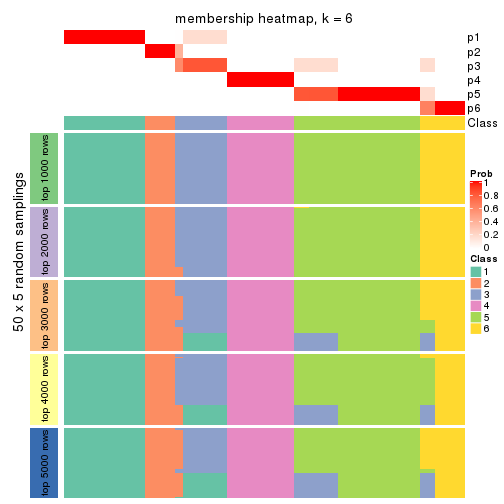 membership heatmap, k = 6
p1
p2
p3
p4
p5
p6
Class
50 x 5 random samplings
top 1000 rows
top 2000 rows
top 3000 rows
top 4000 rows
top 5000 rows
Prob
1
0.8
0.6
0.4
0.2
0
Class
1
2
3
4
5
6